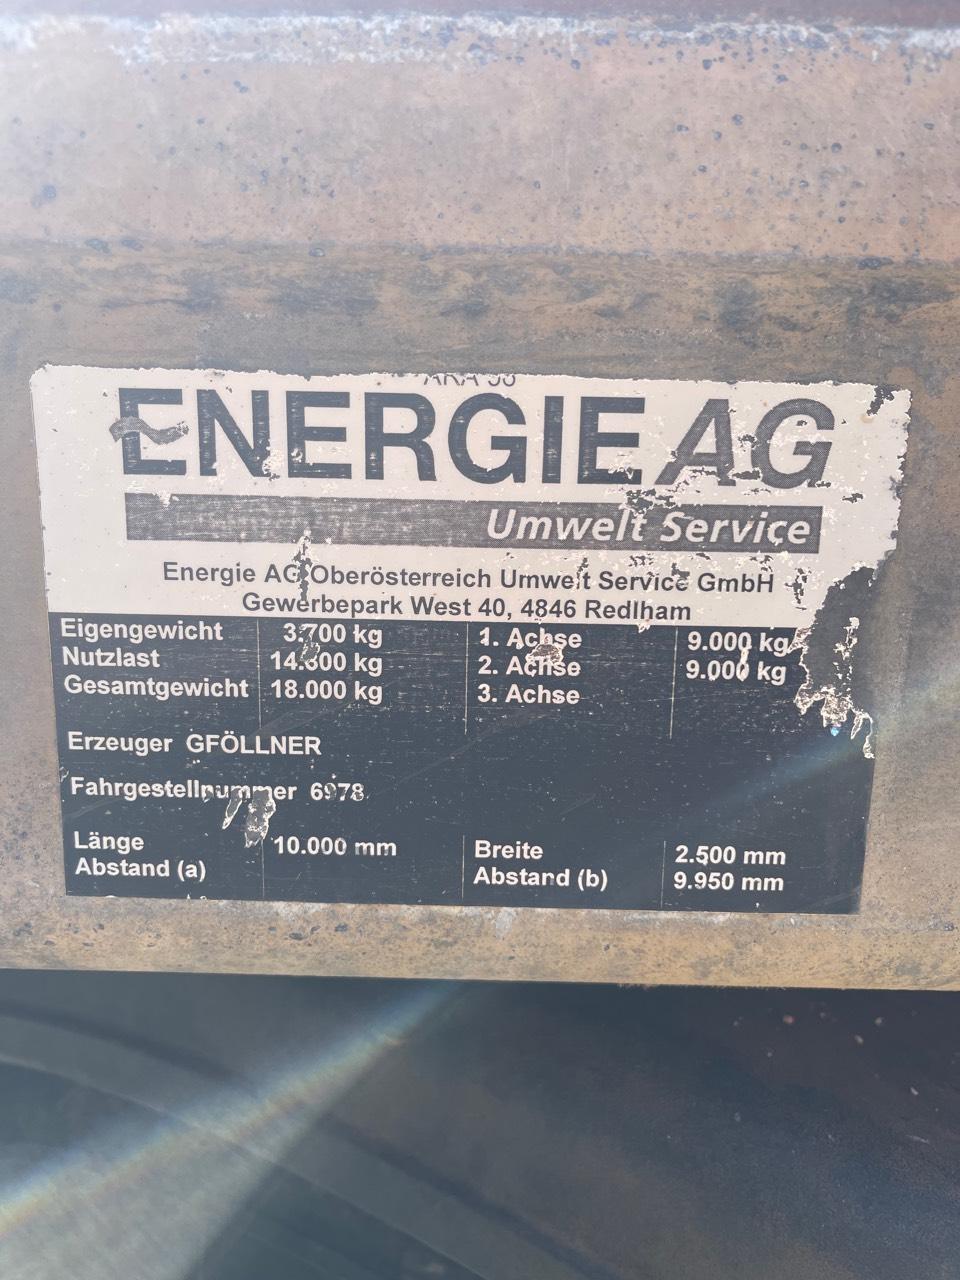 ENERGIE AG
Umwelt Service
Energie AG Oberösterreich Umwelt Service GmbH
Gewerbepark West 40, 4846 Redlham
Eigengewicht 3.700 kg 1. Achse 9.000 kg
Nutzlast 14.300 kg 2. Achse 9.000 kg
Gesamtgewicht 18.000 kg 3. Achse
Erzeuger GFÖLLNER
Fahrgestellnummer 6978
Länge 10.000 mm Breite 2.500 mm
Abstand (a) Abstand (b) 9.950 mm